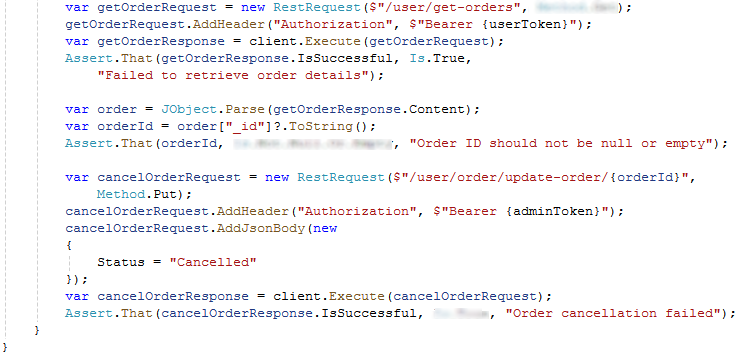 var getOrderRequest = new RestRequest($"/user/get-orders", );
getOrderRequest.AddHeader("Authorization", $"Bearer {userToken}");
var getOrderResponse = client.Execute(getOrderRequest);
Assert.That(getOrderResponse.IsSuccessful, Is.True,
"Failed to retrieve order details");
var order = JObject.Parse(getOrderResponse.Content);
var orderId = order["_id"]?.ToString();
Assert.That(orderId, , "Order ID should not be null or empty");
var cancelOrderRequest = new RestRequest($"/user/order/update-order/{orderId}",
Method.Put);
cancelOrderRequest.AddHeader("Authorization", $"Bearer {adminToken}");
cancelOrderRequest.AddJsonBody(new
{
Status = "Cancelled"
});
var cancelOrderResponse = client.Execute(cancelOrderRequest);
Assert.That(cancelOrderResponse.IsSuccessful, , "Order cancellation failed");
}
}